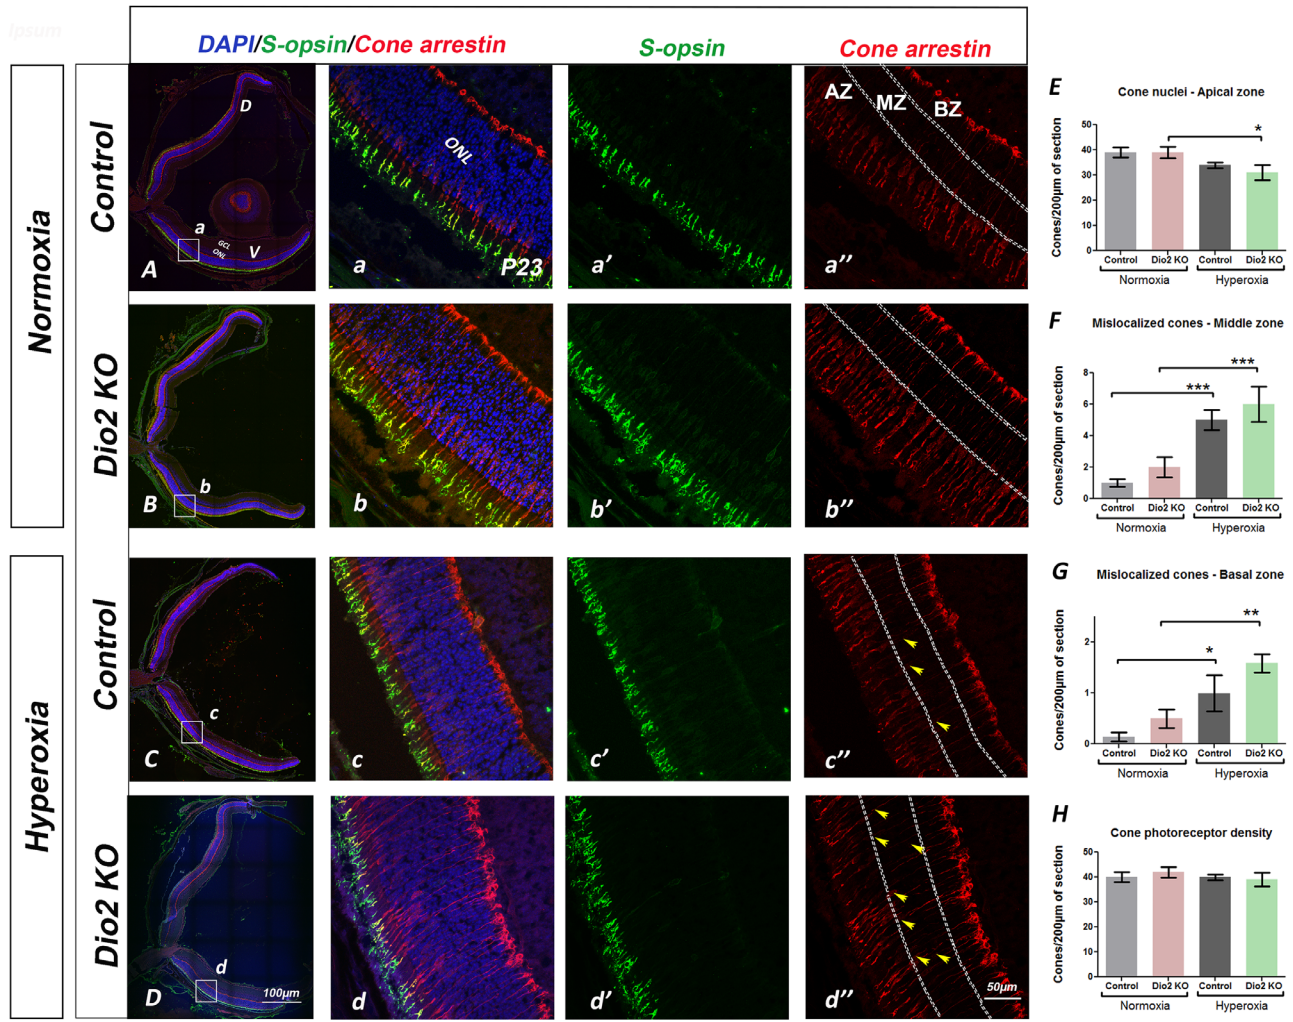 Ipsum
DAPI/S-opsin/Cone arrestin
S-opsin
Cone arrestin
Normoxia
Control
D
a
GCL
ONL
V
A
ONL
a
P23
a′
AZ
MZ
BZ
a′′
Dio2 KO
b
B
b
b′
b′′
Hyperoxia
Control
c
C
c
c′
c′′
Dio2 KO
d
D
100µm
d
d′
d′′
50µm
E
Cone nuclei - Apical zone
Cones/200µm of section
50
40
30
20
10
0
*
Control
Dio2 KO
Control
Dio2 KO
Normoxia
Hyperoxia
F
Mislocalized cones - Middle zone
Cones/200µm of section
8
6
4
2
0
***
***
Control
Dio2 KO
Control
Dio2 KO
Normoxia
Hyperoxia
G
Mislocalized cones - Basal zone
Cones/200µm of section
2
1
0
*
**
Control
Dio2 KO
Control
Dio2 KO
Normoxia
Hyperoxia
H
Cone photoreceptor density
Cones/200µm of section
50
40
30
20
10
0
Control
Dio2 KO
Control
Dio2 KO
Normoxia
Hyperoxia